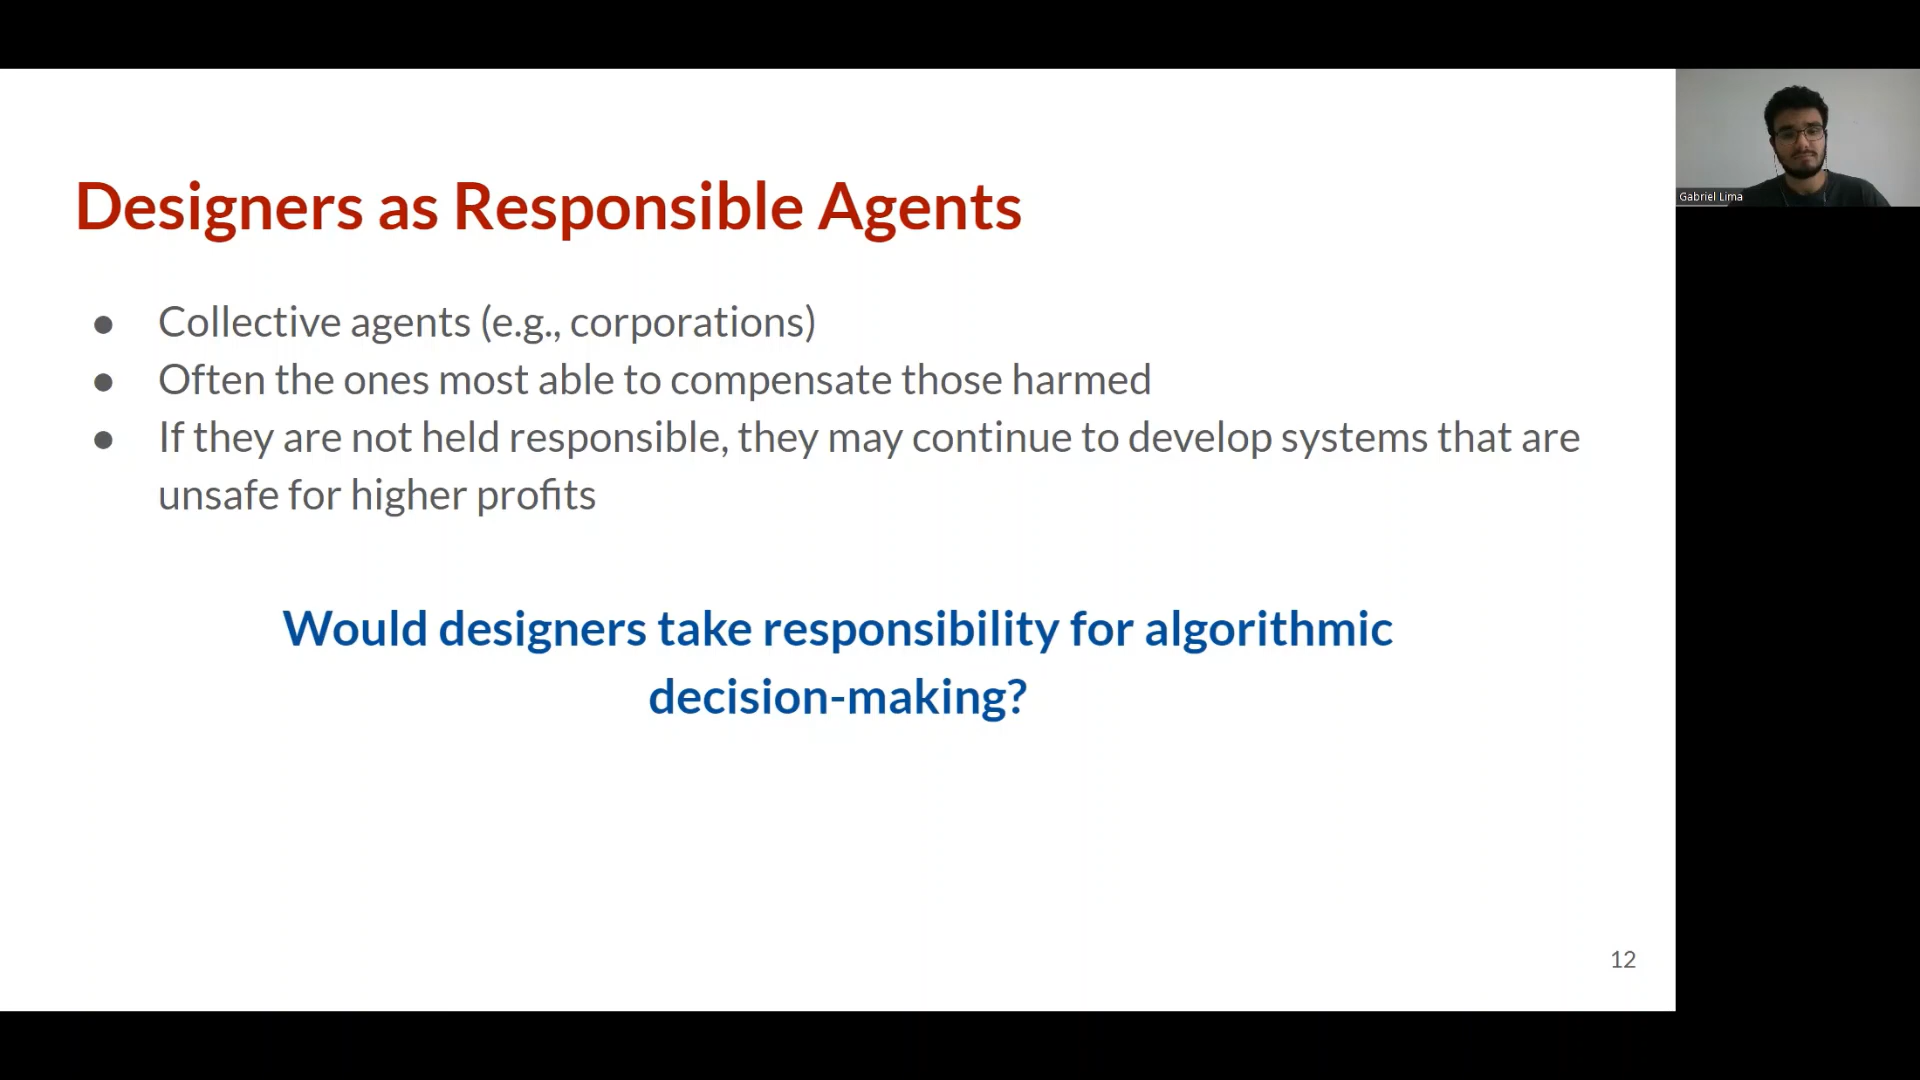 Designers as Responsible Agents
● Collective agents (e.g., corporations)
● Often the ones most able to compensate those harmed
● If they are not held responsible, they may continue to develop systems that are
unsafe for higher profits
Would designers take responsibility for algorithmic
decision-making?
12
Gabriel Lima